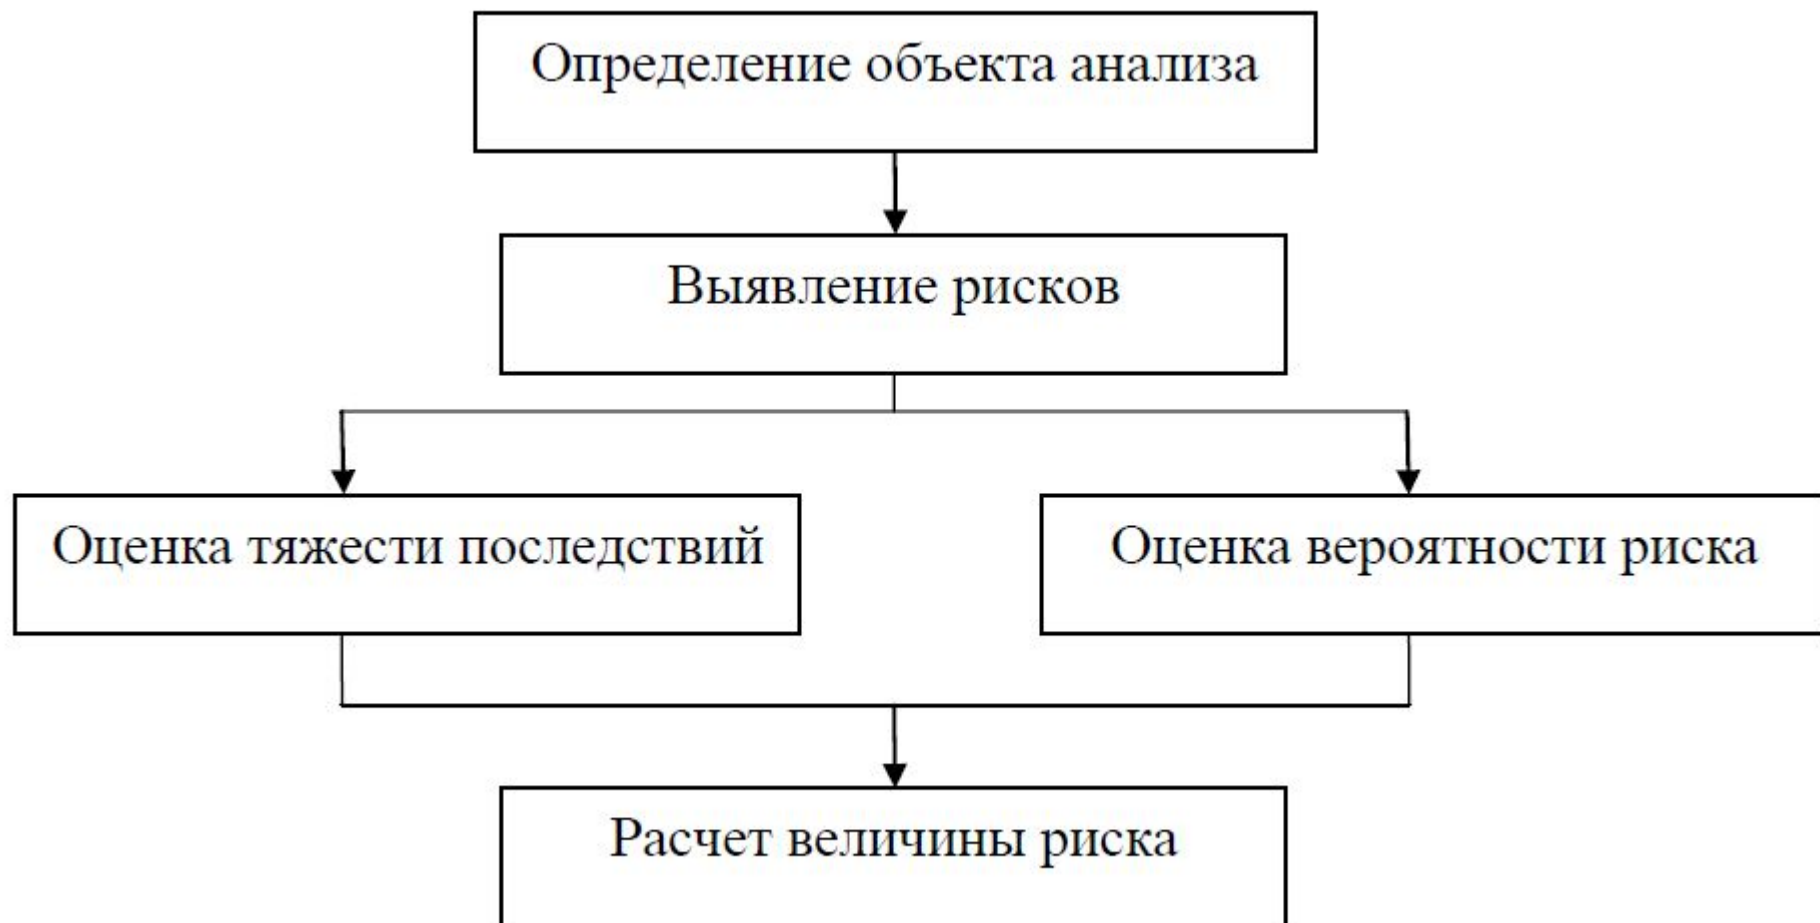 Определение объекта анализа
Выявление рисков
Оценка тяжести последствий
Оценка вероятности риска
Расчет величины риска